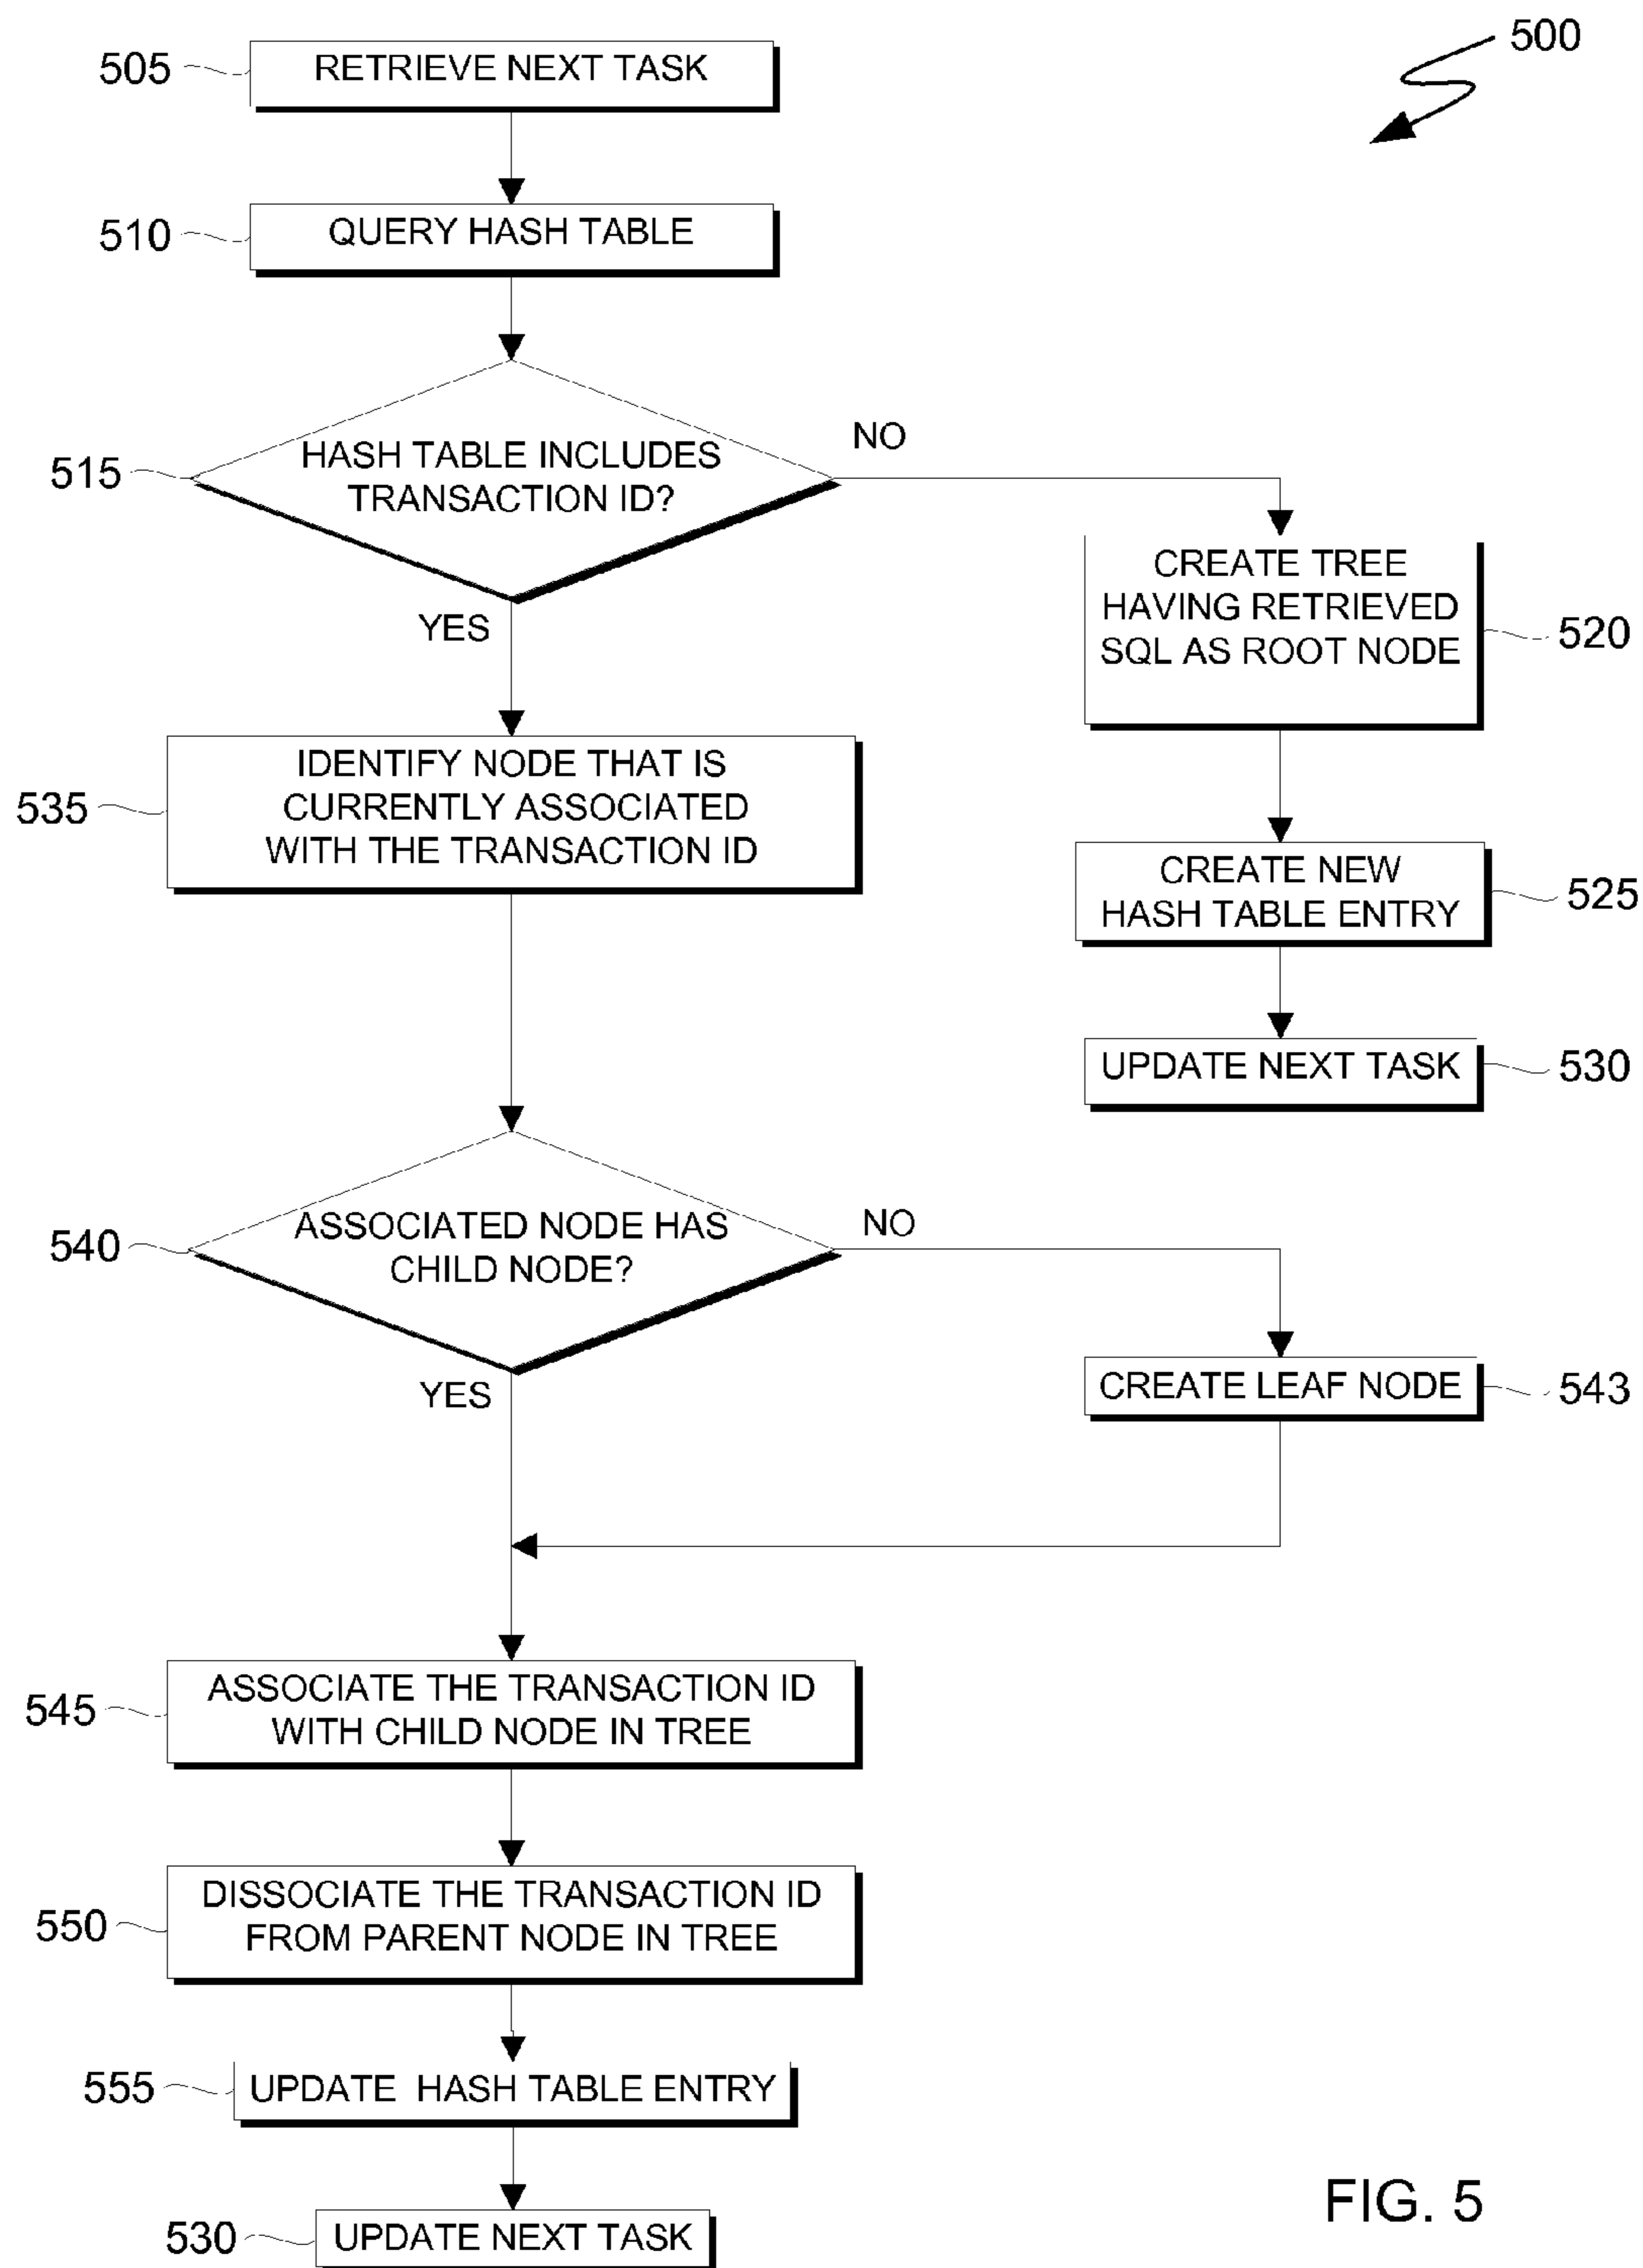 500
505
RETRIEVE NEXT TASK
510
QUERY HASH TABLE
515
HASH TABLE INCLUDES
TRANSACTION ID?
NO
YES
CREATE TREE
HAVING RETRIEVED
SQL AS ROOT NODE
520
535
IDENTIFY NODE THAT IS
CURRENTLY ASSOCIATED
WITH THE TRANSACTION ID
CREATE NEW
HASH TABLE ENTRY
525
UPDATE NEXT TASK
530
540
ASSOCIATED NODE HAS
CHILD NODE?
NO
YES
CREATE LEAF NODE
543
545
ASSOCIATE THE TRANSACTION ID
WITH CHILD NODE IN TREE
550
DISSOCIATE THE TRANSACTION ID
FROM PARENT NODE IN TREE
555
UPDATE HASH TABLE ENTRY
530
UPDATE NEXT TASK
FIG. 5